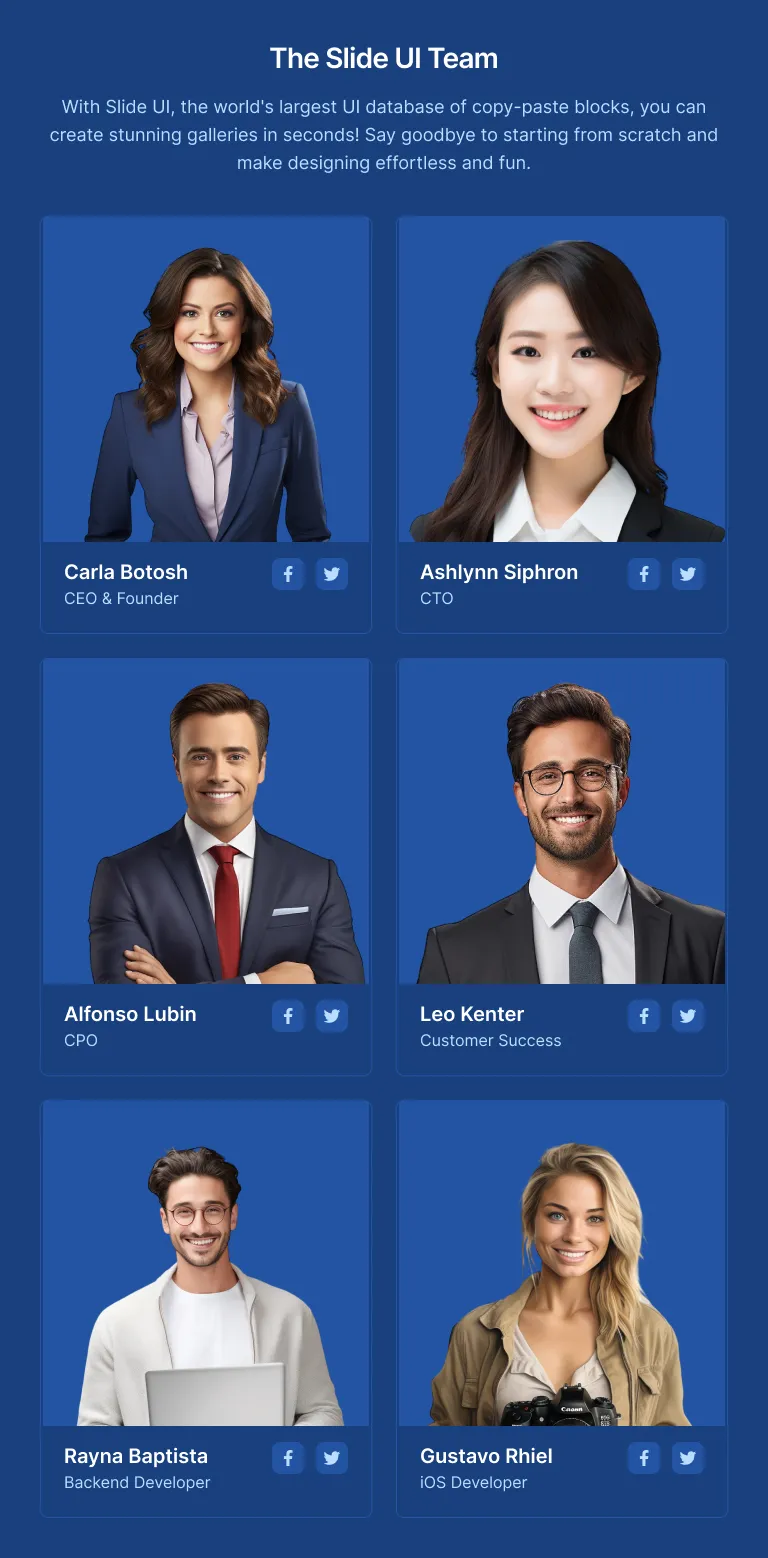 The Slide UI Team
With Slide UI, the world's largest UI database of copy-paste blocks, you can
create stunning galleries in seconds! Say goodbye to starting from scratch and
make designing effortless and fun.
Carla Botosh
CEO & Founder
Ashlynn Siphron
CTO
Alfonso Lubin
CPO
Leo Kenter
Customer Success
Rayna Baptista
Backend Developer
Canon
Gustavo Rhiel
iOS Developer